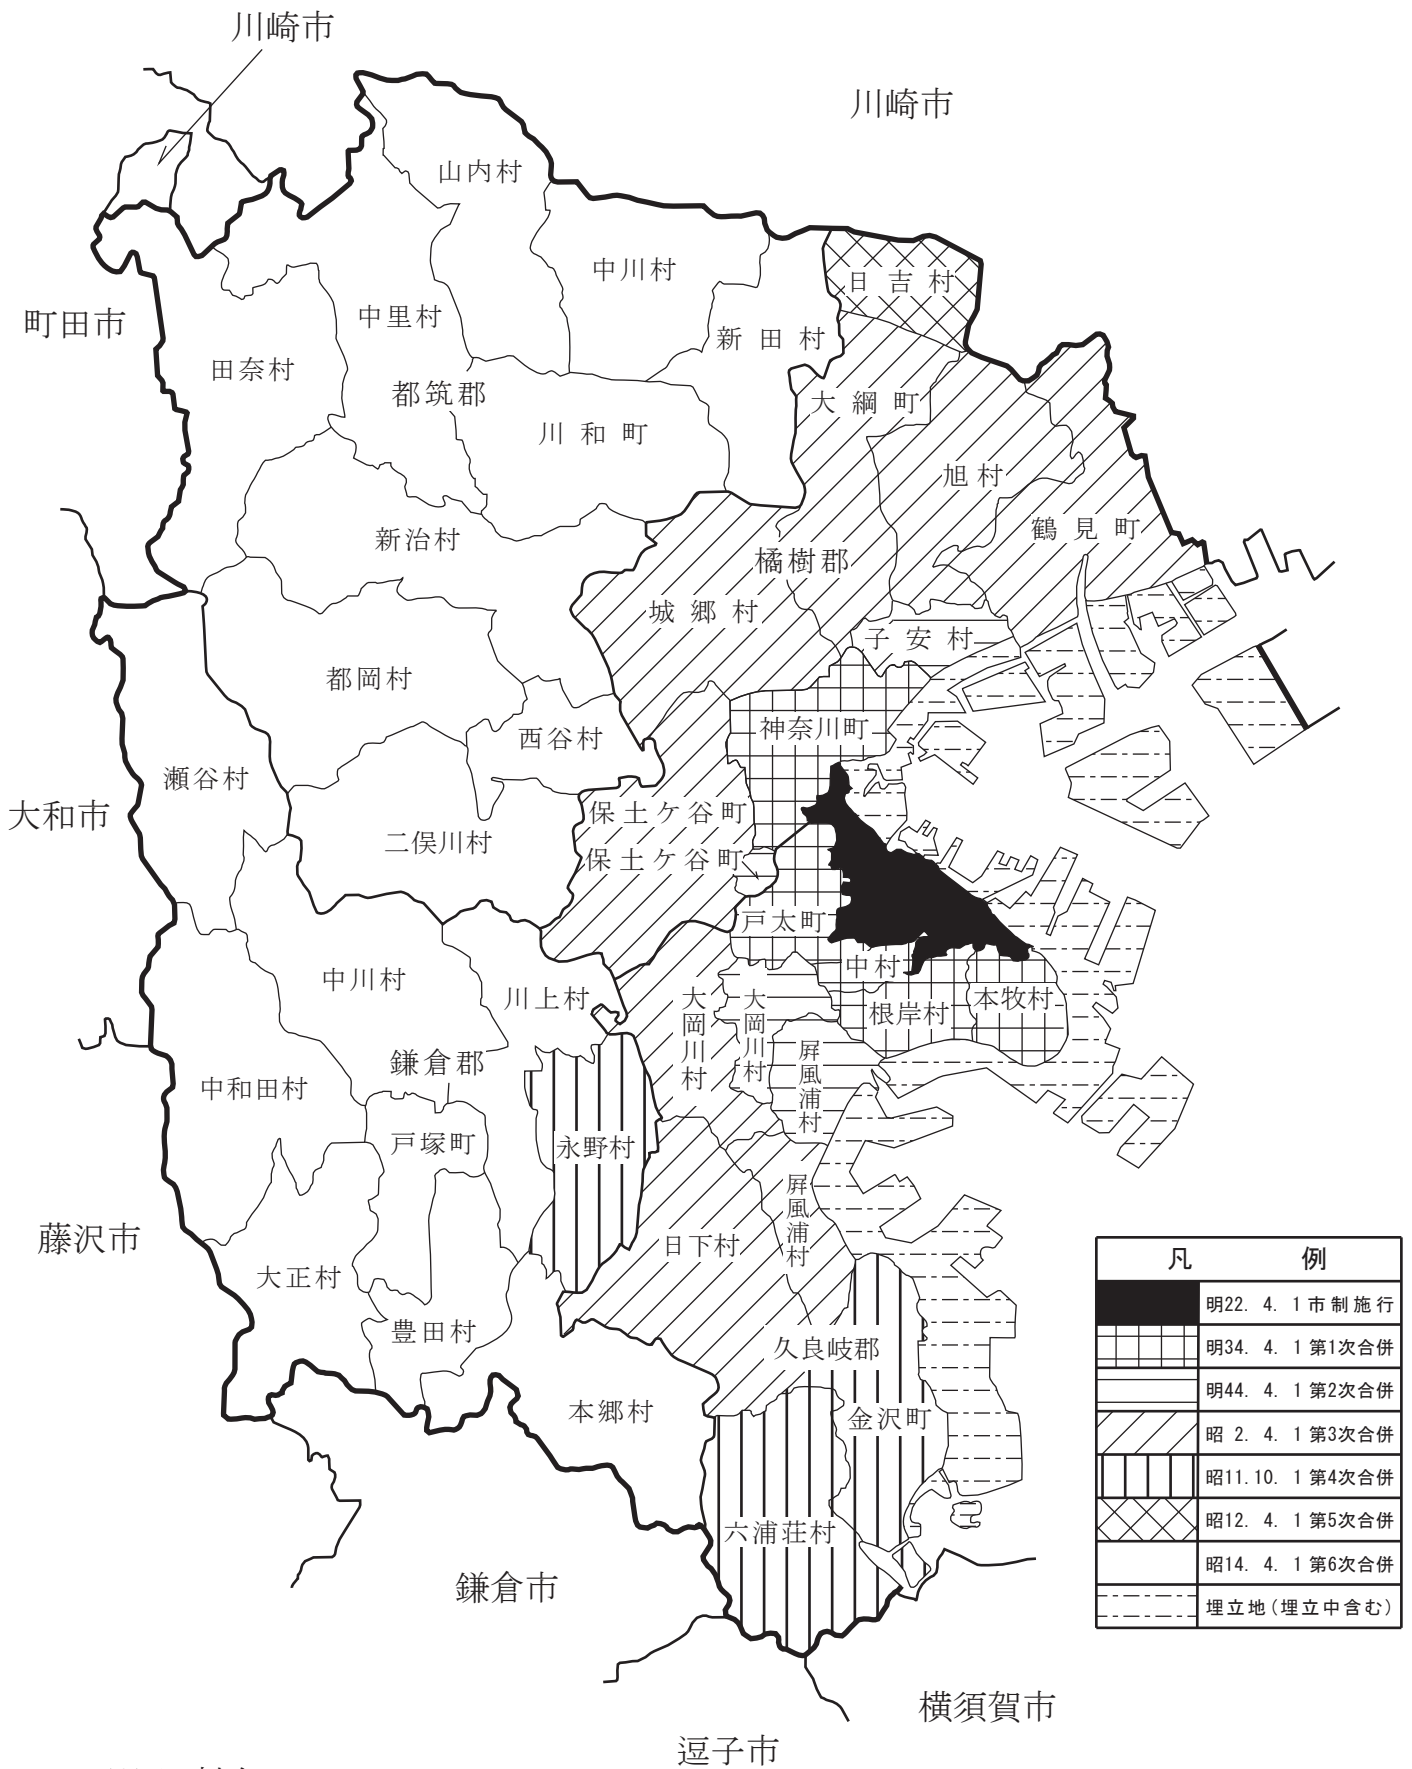 川崎市
川崎市
山内村
中川村
日吉村
町田市
中里村
新田村
田奈村
都筑郡
大綱町
川和町
旭村
新治村
鶴見町
橘樹郡
城郷村
子安村
都岡村
西谷村
神奈川町
瀬谷村
大和市
二俣川村
保土ケ谷町
保土ケ谷町
戸太町
中村
中川村
川上村
大岡川村
大岡川村
根岸村
本牧村
屛風浦村
鎌倉郡
中和田村
戸塚町
永野村
屛風浦村
藤沢市
日下村
大正村
豊田村
久良岐郡
本郷村
金沢町
六浦荘村
鎌倉市
横須賀市
逗子市
凡例
明22. 4. 1 市制施行
明34. 4. 1 第1次合併
明44. 4. 1 第2次合併
昭 2. 4. 1 第3次合併
昭11.10. 1 第4次合併
昭12. 4. 1 第5次合併
昭14. 4. 1 第6次合併
埋立地(埋立中含む)